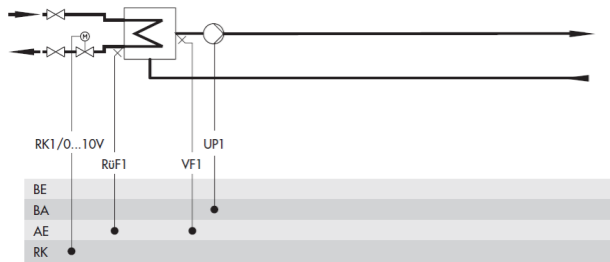 M
RK1/0...10V
UP1
RüF1
VF1
BE
BA
AE
RK